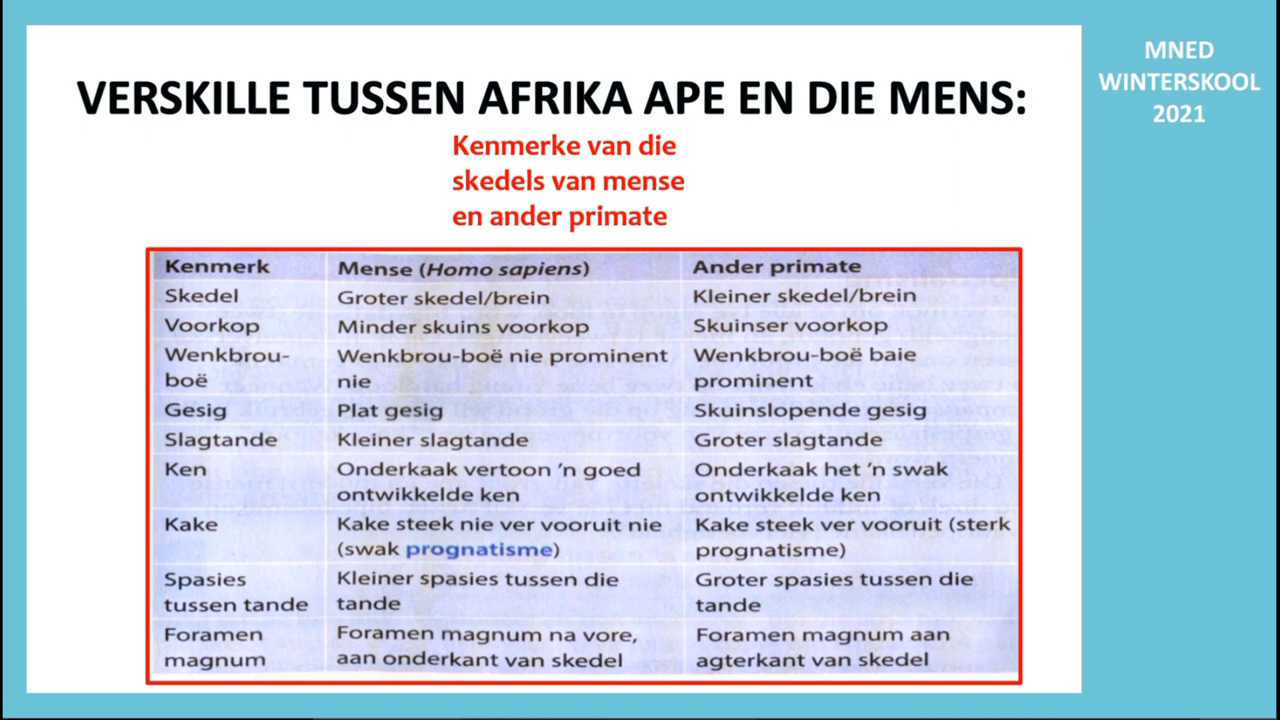 VERSKILLE TUSSEN AFRIKA APE EN DIE MENS:
MNED
WINTERSKOOL
2021
Kenmerke van die
skedels van mense
en ander primate
Kenmerk Mense (Homo sapiens) Ander primate
Skedel Groter skedel/brein Kleiner skedel/brein
Voorkop Minder skuins voorkop Skuinser voorkop
Wenkbrou- Wenkbrou-boë nie prominent Wenkbrou-boë baie
boë nie prominent
Gesig Plat gesig Skuinslopende gesig
Slagtande Kleiner slagtande Groter slagtande
Ken Onderkaak vertoon 'n goed Onderkaak het 'n swak
ontwikkelde ken ontwikkelde ken
Kake Kake steek nie ver vooruit nie Kake steek ver vooruit (sterk
(swak prognatisme) prognatisme)
Spasies Kleiner spasies tussen die Groter spasies tussen die
tussen tande tande tande
Foramen Foramen magnum na vore, Foramen magnum aan
magnum aan onderkant van skedel agterkant van skedel